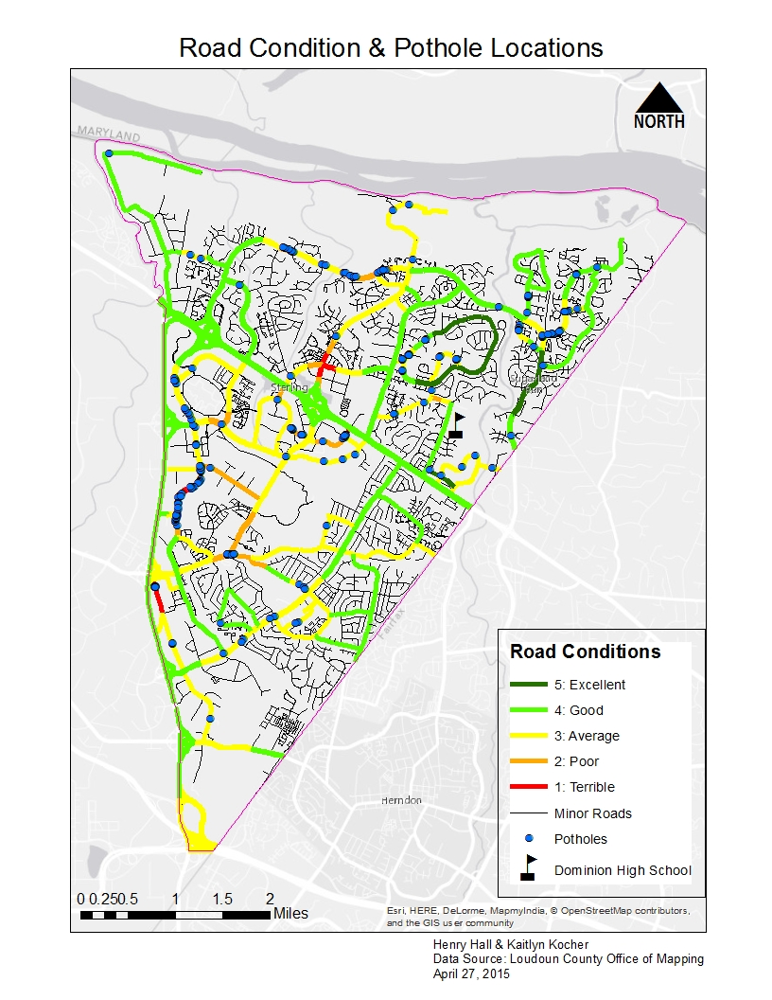 Road Condition & Pothole Locations
MARYLAND
NORTH
Sterling
Sugarland
Run
Fairfax
Herndon
Road Conditions
5: Excellent
4: Good
3: Average
2: Poor
1: Terrible
Minor Roads
Potholes
Dominion High School
0 0.250.5 1 1.5 2
Miles
Esri, HERE, DeLorme, MapmyIndia, © OpenStreetMap contributors,
and the GIS user community
Henry Hall & Kaitlyn Kocher
Data Source: Loudoun County Office of Mapping
April 27, 2015